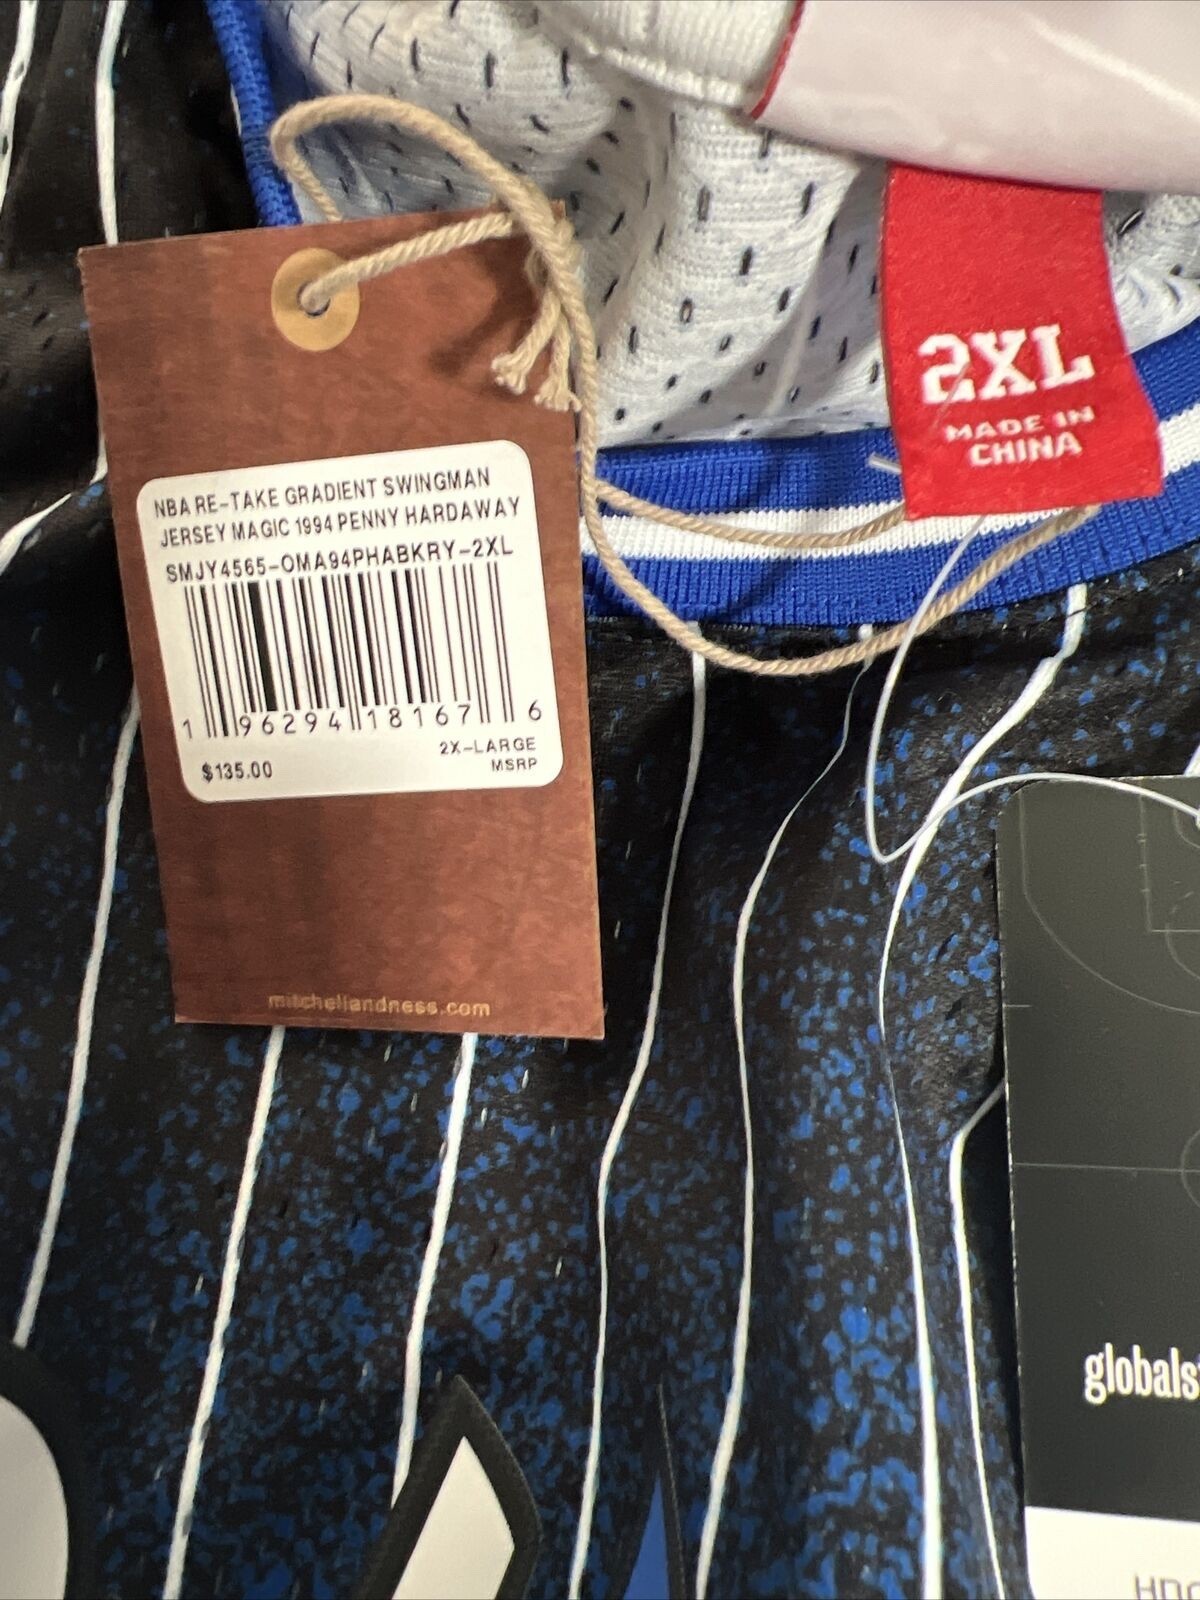 2XL
MADE IN
CHINA
NBA RE-TAKE GRADIENT SWINGMAN
JERSEY MAGIC 1994 PENNY HARDAWAY
SMJY4565-OMA94PHABKRY-2XL
1 96294 18167 6
2X-LARGE
$135.00 MSRP
mitchellandness.com
globals